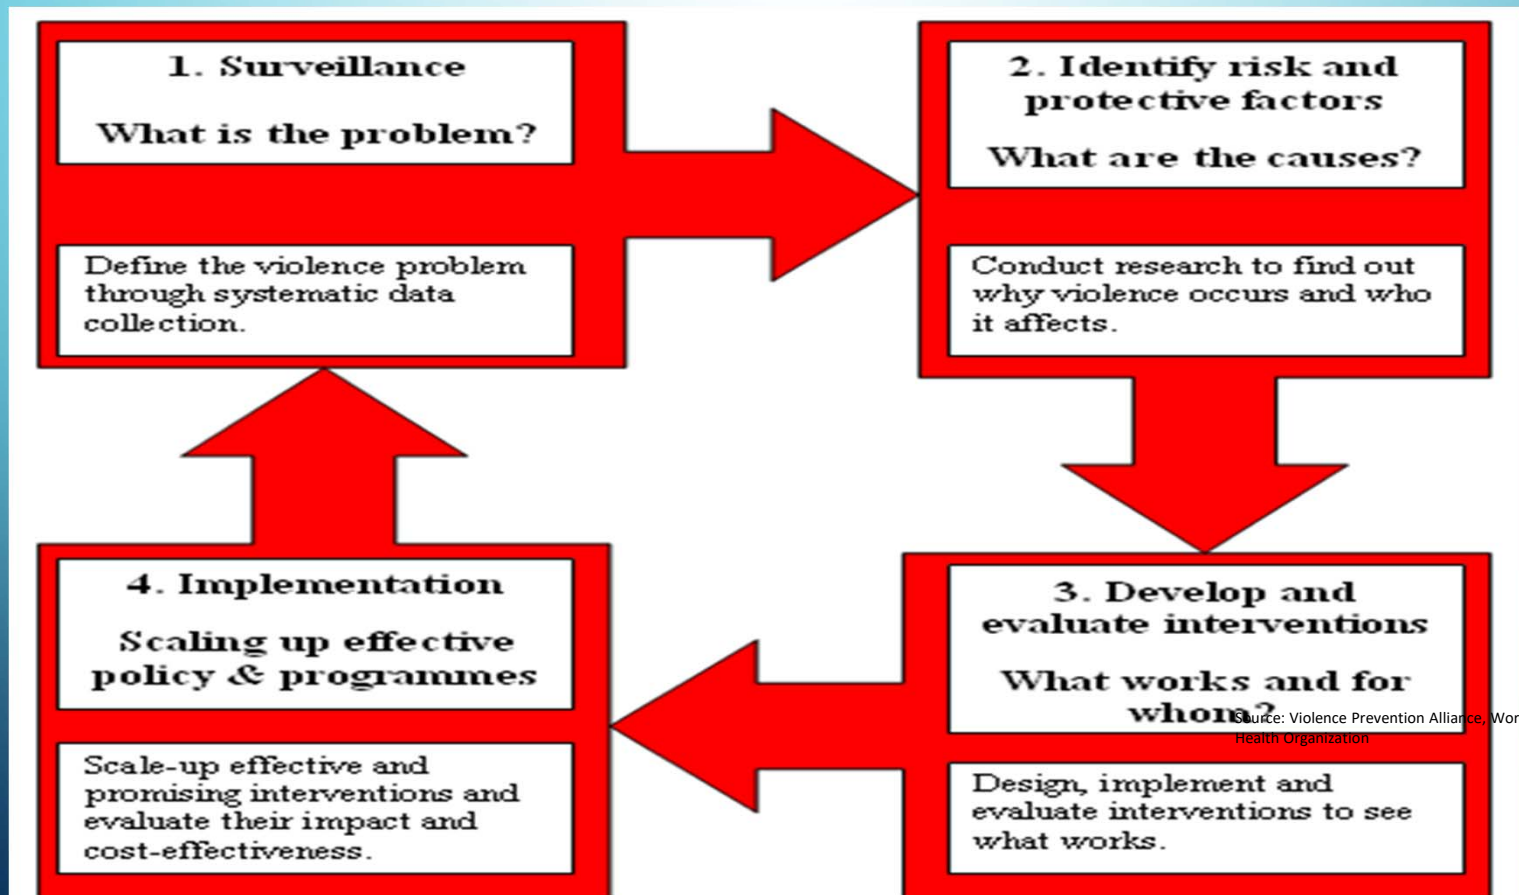 1. Surveillance
What is the problem?
Define the violence problem
through systematic data
collection.
2. Identify risk and
protective factors
What are the causes?
Conduct research to find out
why violence occurs and who
it affects.
3. Develop and
evaluate interventions
What works and for
whom?
Design, implement and
evaluate interventions to see
what works.
4. Implementation
Scaling up effective
policy & programmes
Scale-up effective and
promising interventions and
evaluate their impact and
cost-effectiveness.
Source: Violence Prevention Alliance, Wor
Health Organization